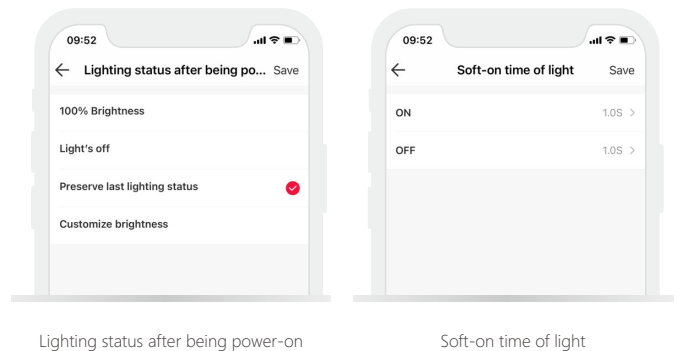 09:52
Lighting status after being po... Save
100% Brightness
Light's off
Preserve last lighting status
Customize brightness
Lighting status after being power-on
09:52
Soft-on time of light Save
ON 1.0S >
OFF 1.0S >
Soft-on time of light